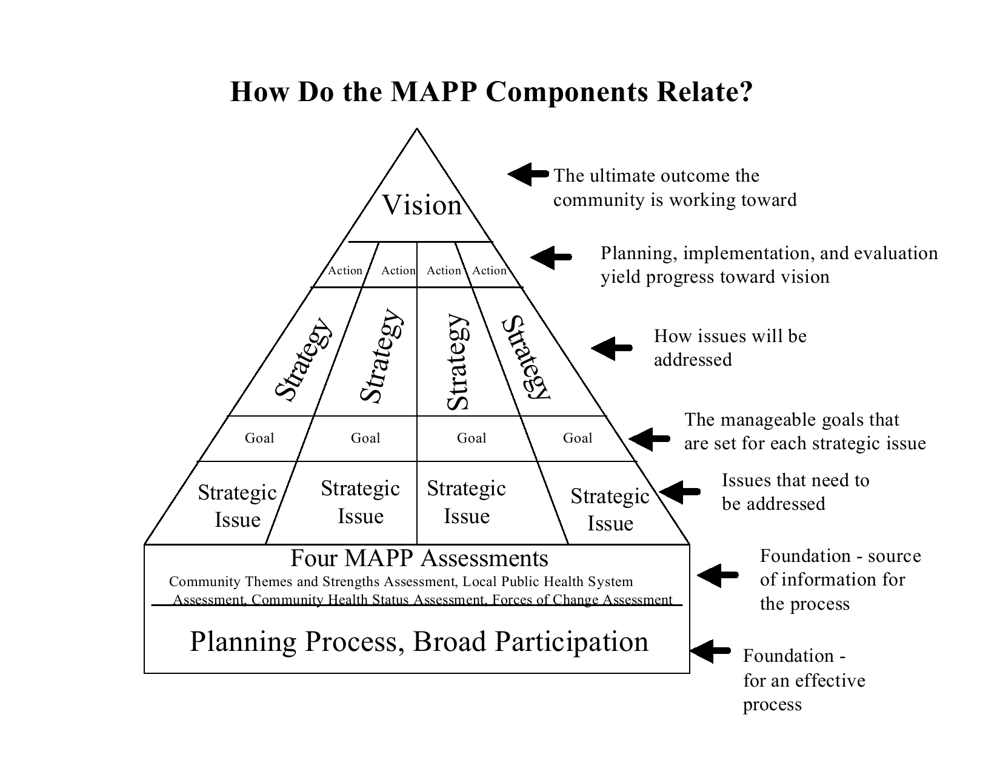 How Do the MAPP Components Relate?
Vision
The ultimate outcome the
community is working toward
Action Action Action Action
Planning, implementation, and evaluation
yield progress toward vision
Strategy Strategy Strategy Strategy
How issues will be
addressed
Goal Goal Goal Goal
The manageable goals that
are set for each strategic issue
Strategic
Issue
Strategic
Issue
Strategic
Issue
Strategic
Issue
Issues that need to
be addressed
Four MAPP Assessments
Community Themes and Strengths Assessment, Local Public Health System
Assessment, Community Health Status Assessment, Forces of Change Assessment
Foundation - source
of information for
the process
Planning Process, Broad Participation
Foundation -
for an effective
process